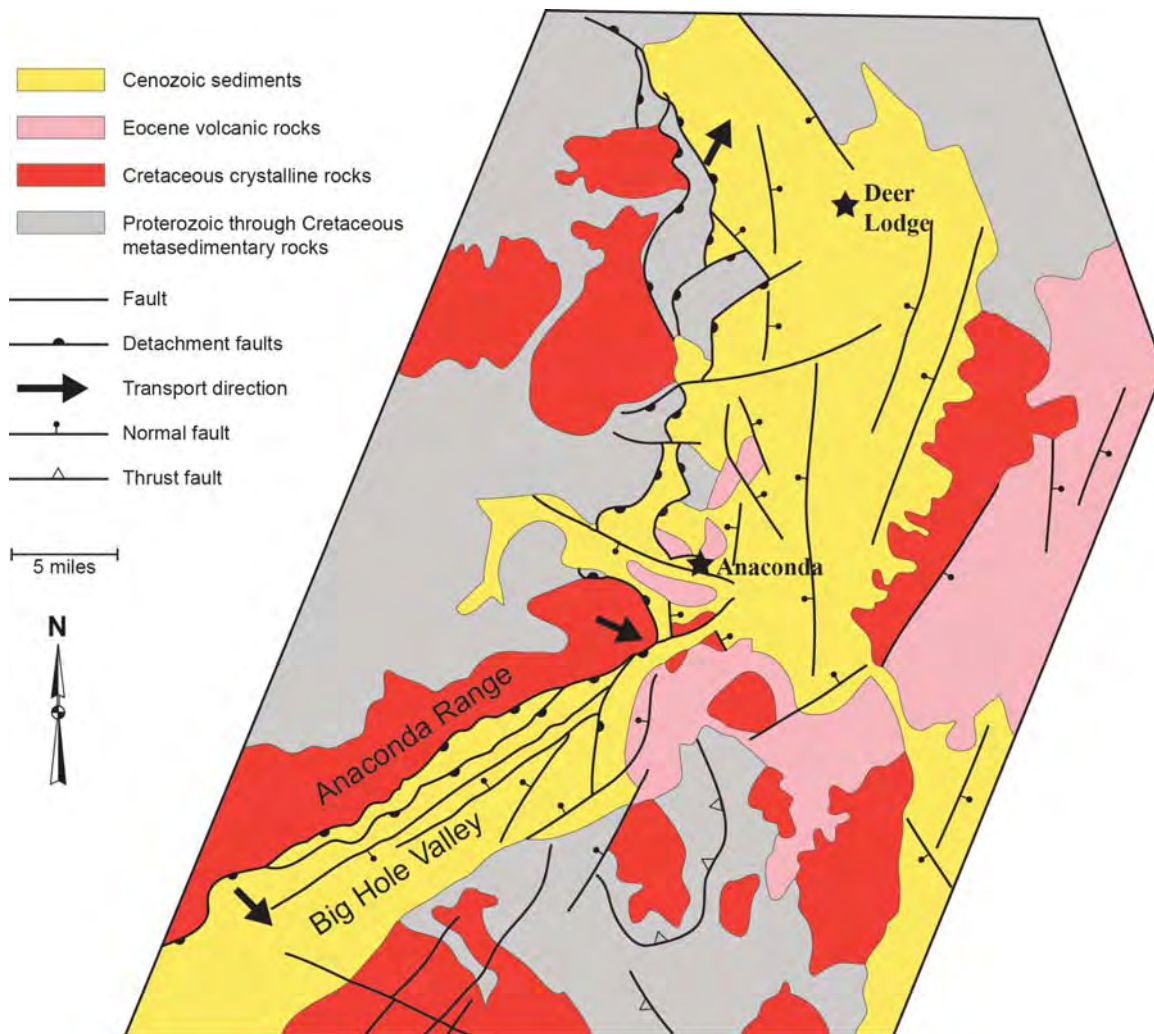 Cenozoic sediments
Eocene volcanic rocks
Cretaceous crystalline rocks
Proterozoic through Cretaceous
metasedimentary rocks
Fault
Detachment faults
Transport direction
Normal fault
Thrust fault
5 miles
N
Deer
Lodge
Anaconda
Anaconda Range
Big Hole Valley